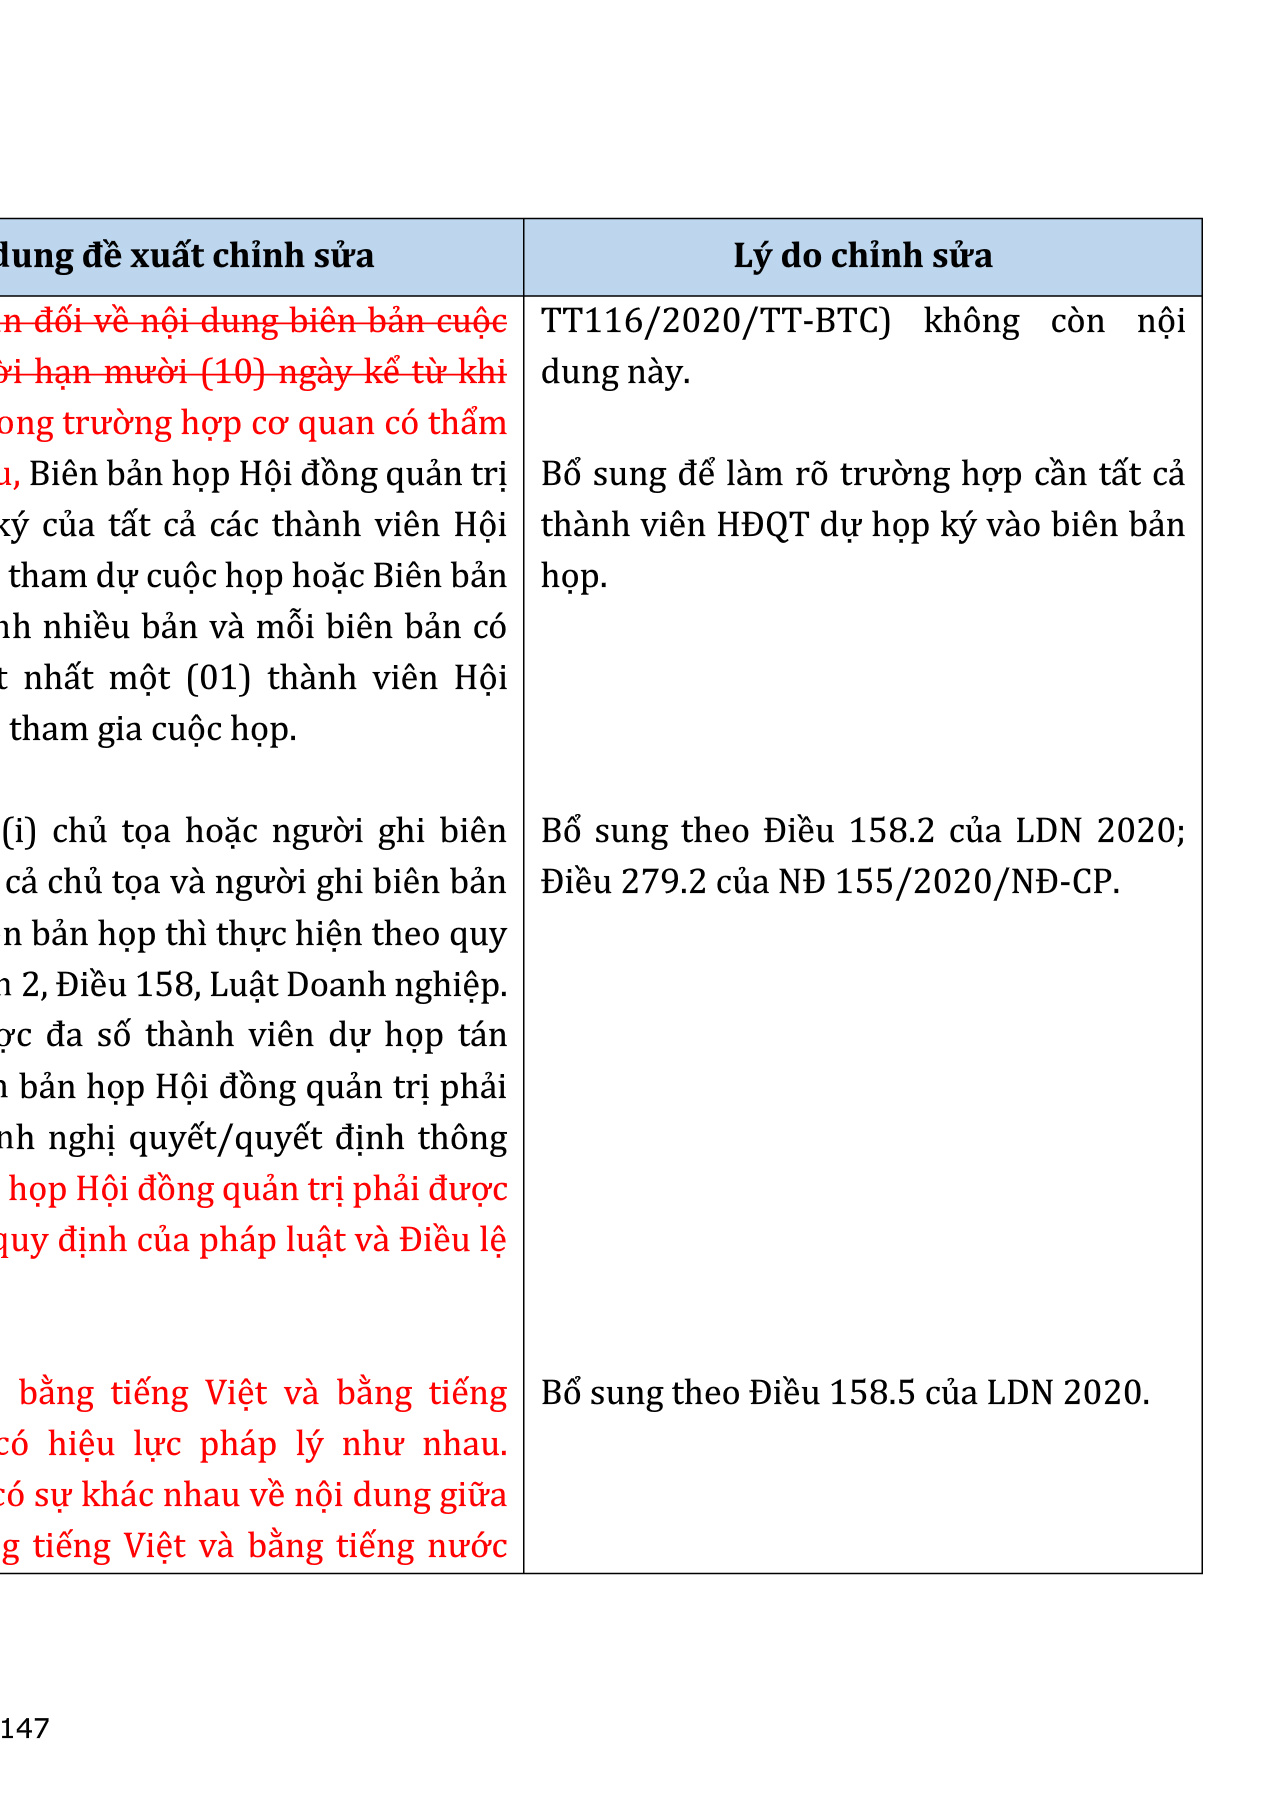 dung đề xuất chỉnh sửa
Lý do chỉnh sửa
đối về nội dung biên bản cuộc
hạn mười (10) ngày kể từ khi
trường hợp cơ quan có thẩm
Biên bản họp Hội đồng quản trị
ký của tất cả các thành viên Hội
tham dự cuộc họp hoặc Biên bản
nhiều bản và mỗi biên bản có
nhất một (01) thành viên Hội
tham gia cuộc họp.
(i) chủ tọa hoặc người ghi biên
cả chủ tọa và người ghi biên bản
bản họp thì thực hiện theo quy
2, Điều 158, Luật Doanh nghiệp.
đa số thành viên dự họp tán
bản họp Hội đồng quản trị phải
nghị quyết/quyết định thông
họp Hội đồng quản trị phải được
quy định của pháp luật và Điều lệ
bằng tiếng Việt và bằng tiếng
có hiệu lực pháp lý như nhau.
có sự khác nhau về nội dung giữa
tiếng Việt và bằng tiếng nước
TT116/2020/TT-BTC) không còn nội
dung này.
Bổ sung để làm rõ trường hợp cần tất cả
thành viên HĐQT dự họp ký vào biên bản
họp.
Bổ sung theo Điều 158.2 của LDN 2020;
Điều 279.2 của NĐ 155/2020/NĐ-CP.
Bổ sung theo Điều 158.5 của LDN 2020.
147